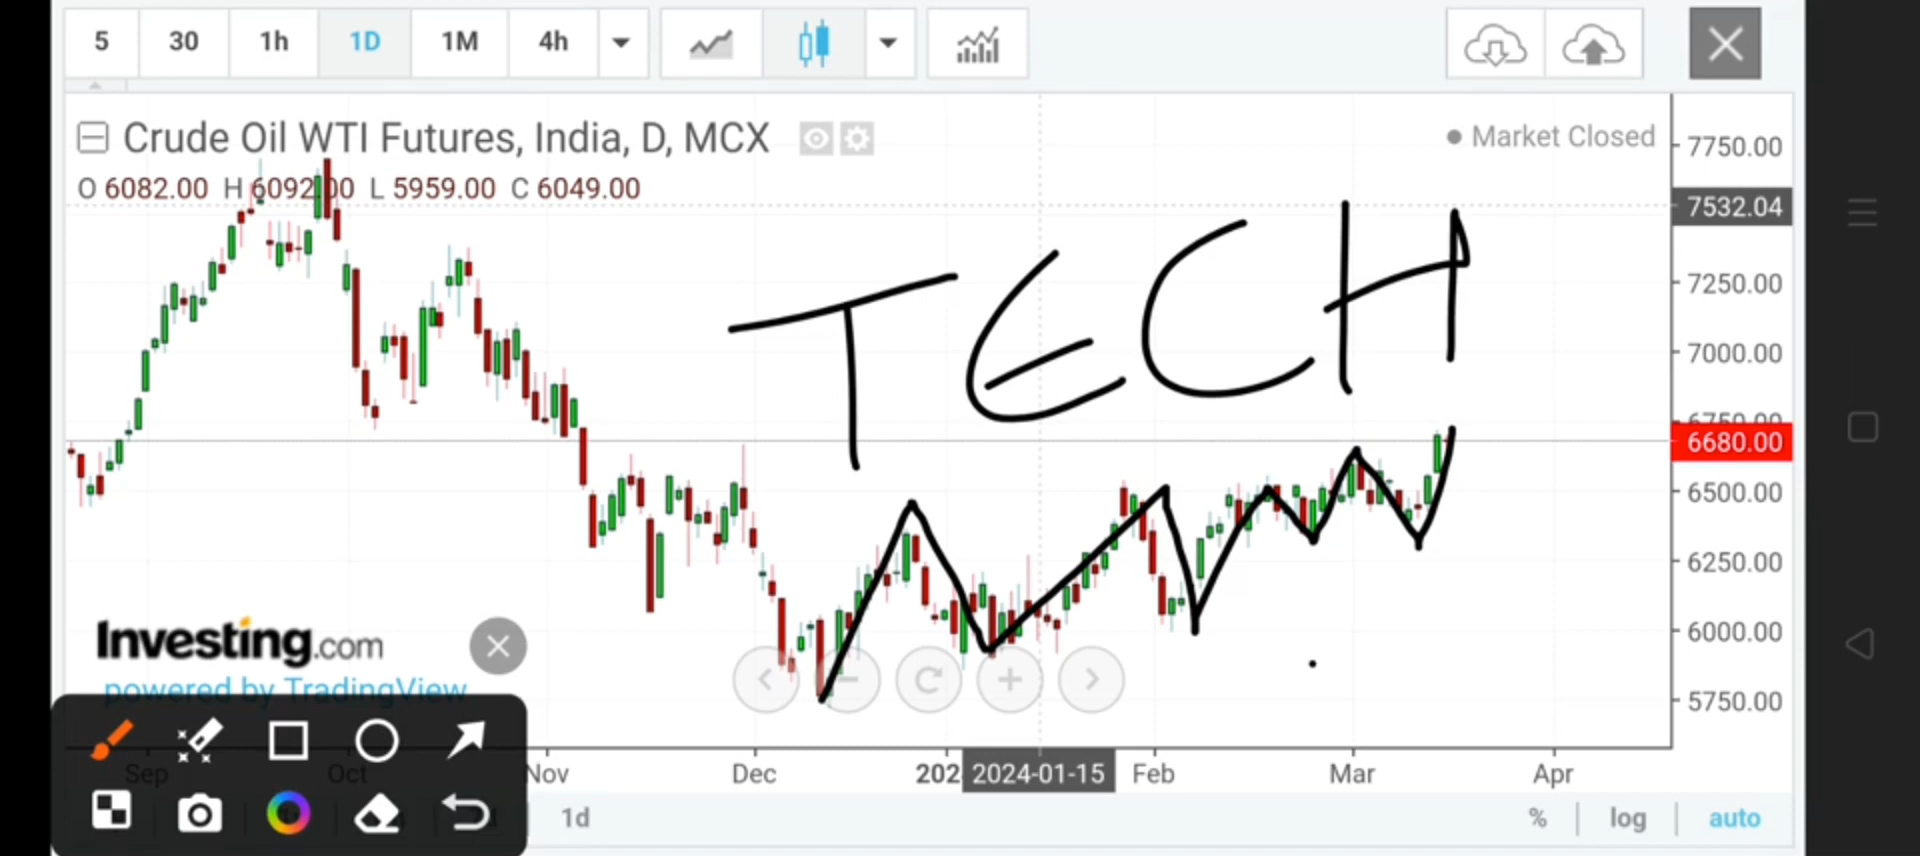 5 30 1h 1D 1M 4h
Crude Oil WTI Futures, India, D, MCX
Market Closed
O 6082.00 H 6092.00 L 5959.00 C 6049.00
TECH
7750.00
7532.04
7250.00
7000.00
6750.00
6680.00
6500.00
6250.00
6000.00
5750.00
Investing.com
powered by TradingView
Sep Oct Nov Dec 202 2024-01-15 Feb Mar Apr
1d % log auto